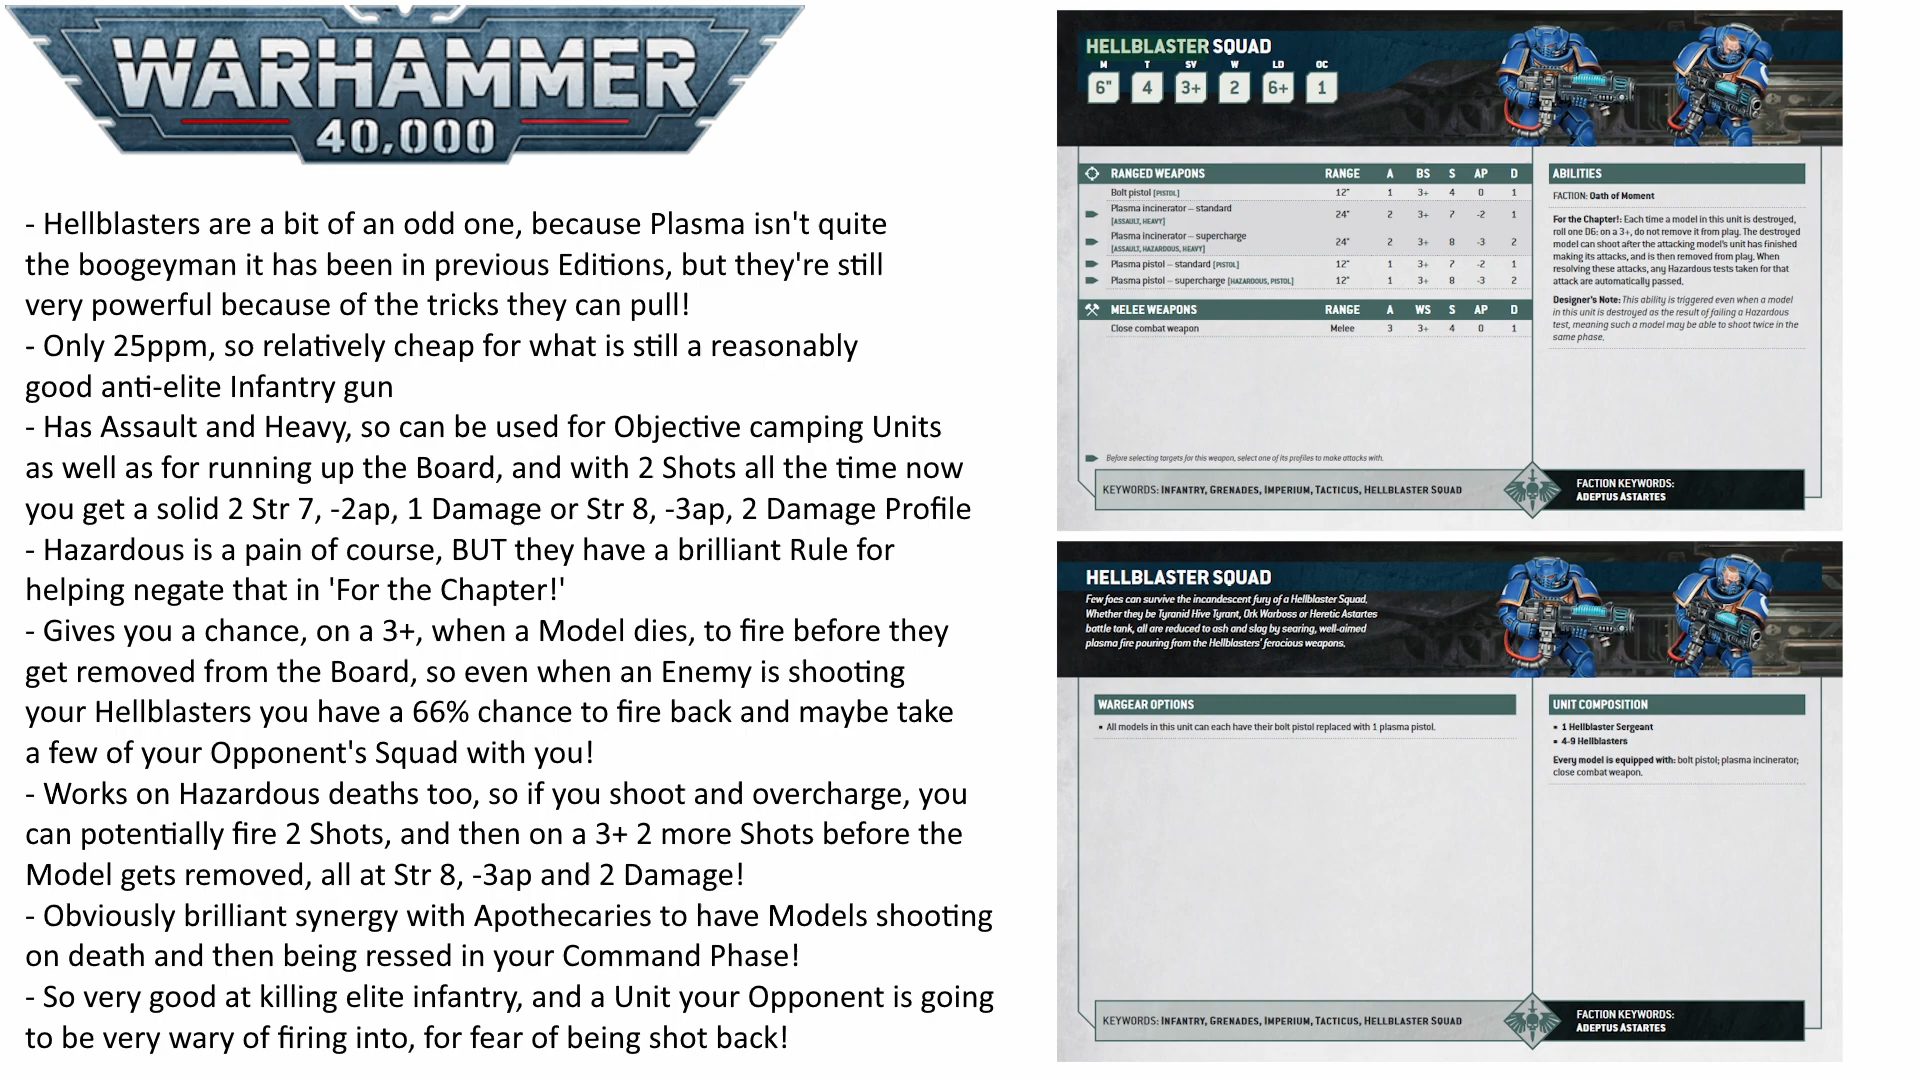 WARHAMMER
40,000
- Hellblasters are a bit of an odd one, because Plasma isn't quite
the boogeyman it has been in previous Editions, but they're still
very powerful because of the tricks they can pull!
- Only 25ppm, so relatively cheap for what is still a reasonably
good anti-elite Infantry gun
- Has Assault and Heavy, so can be used for Objective camping Units
as well as for running up the Board, and with 2 Shots all the time now
you get a solid 2 Str 7, -2ap, 1 Damage or Str 8, -3ap, 2 Damage Profile
- Hazardous is a pain of course, BUT they have a brilliant Rule for
helping negate that in 'For the Chapter!'
- Gives you a chance, on a 3+, when a Model dies, to fire before they
get removed from the Board, so even when an Enemy is shooting
your Hellblasters you have a 66% chance to fire back and maybe take
a few of your Opponent's Squad with you!
- Works on Hazardous deaths too, so if you shoot and overcharge, you
can potentially fire 2 Shots, and then on a 3+ 2 more Shots before the
Model gets removed, all at Str 8, -3ap and 2 Damage!
- Obviously brilliant synergy with Apothecaries to have Models shooting
on death and then being ressed in your Command Phase!
- So very good at killing elite infantry, and a Unit your Opponent is going
to be very wary of firing into, for fear of being shot back!
HELLBLASTER SQUAD
M T SV W LD OC
6" 4 3+ 2 6+ 1
RANGED WEAPONS RANGE A BS S AP D
Bolt pistol [PISTOL] 12" 1 3+ 4 0 1
Plasma incinerator – standard
[ASSAULT, HEAVY] 24" 2 3+ 7 -2 1
Plasma incinerator – supercharge
[ASSAULT, HAZARDOUS, HEAVY] 24" 2 3+ 8 -3 2
Plasma pistol – standard [PISTOL] 12" 1 3+ 7 -2 1
Plasma pistol – supercharge [HAZARDOUS, PISTOL] 12" 1 3+ 8 -3 2
MELEE WEAPONS RANGE A WS S AP D
Close combat weapon Melee 3 3+ 4 0 1
Before selecting targets for this weapon, select one of its profiles to make attacks with.
ABILITIES
FACTION: Oath of Moment
For the Chapter!: Each time a model in this unit is destroyed,
roll one D6: on a 3+, do not remove it from play. The destroyed
model can shoot after the attacking model's unit has finished
making its attacks, and is then removed from play. When
resolving these attacks, any Hazardous tests taken for that
attack are automatically passed.
Designer's Note: This ability is triggered even when a model
in this unit is destroyed as the result of failing a Hazardous
test, meaning such a model may be able to shoot twice in the
same phase.
KEYWORDS: INFANTRY, GRENADES, IMPERIUM, TACTICUS, HELLBLASTER SQUAD
FACTION KEYWORDS:
ADEPTUS ASTARTES
HELLBLASTER SQUAD
Few foes can survive the incandescent fury of a Hellblaster Squad.
Whether they be Tyranid Hive Tyrant, Ork Warboss or Heretic Astartes
battle tank, all are reduced to ash and slag by searing, well-aimed
plasma fire pouring from the Hellblasters' ferocious weapons.
WARGEAR OPTIONS
▪ All models in this unit can each have their bolt pistol replaced with 1 plasma pistol.
UNIT COMPOSITION
▪ 1 Hellblaster Sergeant
▪ 4-9 Hellblasters
Every model is equipped with: bolt pistol; plasma incinerator;
close combat weapon.
KEYWORDS: INFANTRY, GRENADES, IMPERIUM, TACTICUS, HELLBLASTER SQUAD
FACTION KEYWORDS:
ADEPTUS ASTARTES